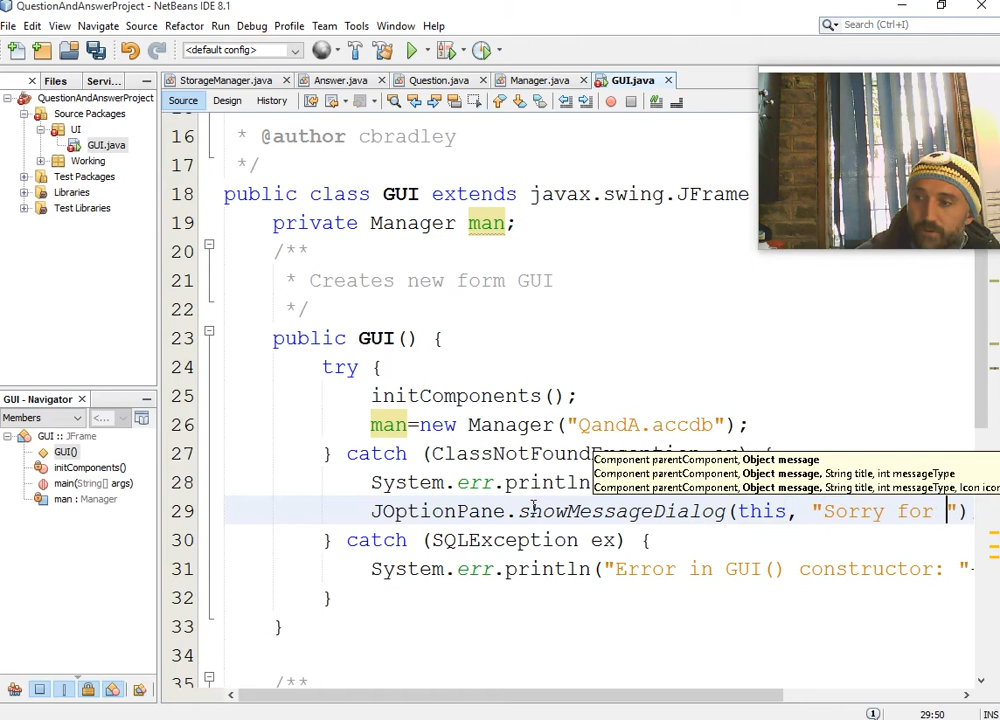 QuestionAndAnswerProject - NetBeans IDE 8.1
File Edit View Navigate Source Refactor Run Debug Profile Team Tools Window Help
Search (Ctrl+I)
<default config>
Files Servi...
StorageManager.java Answer.java Question.java Manager.java GUI.java
QuestionAndAnswerProject
Source Packages
UI
GUI.java
Working
Test Packages
Libraries
Test Libraries
Source Design History
16 * @author cbradley
17 */
18 public class GUI extends javax.swing.JFrame
19 private Manager man;
20 /**
21 * Creates new form GUI
22 */
23 public GUI() {
24 try {
25 initComponents();
26 man=new Manager("QandA.accdb");
27 } catch (ClassNotFoundException
Component parentComponent, Object message
Component parentComponent, Object message, String title, int messageType
Component parentComponent, Object message, String title, int messageType, Icon icon
28 System.err.println
29 JOptionPane.showMessageDialog(this, "Sorry for ")
30 } catch (SQLException ex) {
31 System.err.println("Error in GUI() constructor: "+
32 }
33 }
34
35 /**
GUI - Navigator
Members <...
GUI :: JFrame
GUI()
initComponents()
main(String[] args)
man : Manager
1 29:50 INS